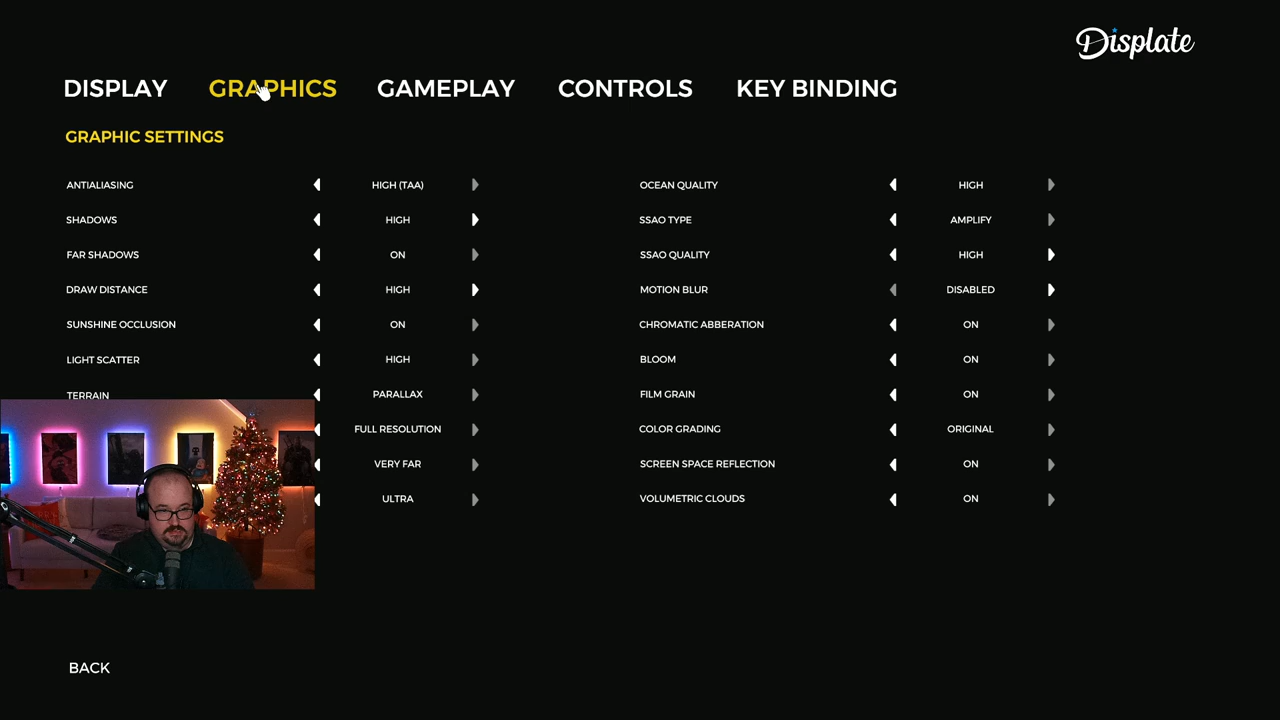 Displate
DISPLAY GRAPHICS GAMEPLAY CONTROLS KEY BINDING
GRAPHIC SETTINGS
ANTIALIASING HIGH (TAA) OCEAN QUALITY HIGH
SHADOWS HIGH SSAO TYPE AMPLIFY
FAR SHADOWS ON SSAO QUALITY HIGH
DRAW DISTANCE HIGH MOTION BLUR DISABLED
SUNSHINE OCCLUSION ON CHROMATIC ABBERATION ON
LIGHT SCATTER HIGH BLOOM ON
TERRAIN PARALLAX FILM GRAIN ON
FULL RESOLUTION COLOR GRADING ORIGINAL
VERY FAR SCREEN SPACE REFLECTION ON
ULTRA VOLUMETRIC CLOUDS ON
BACK